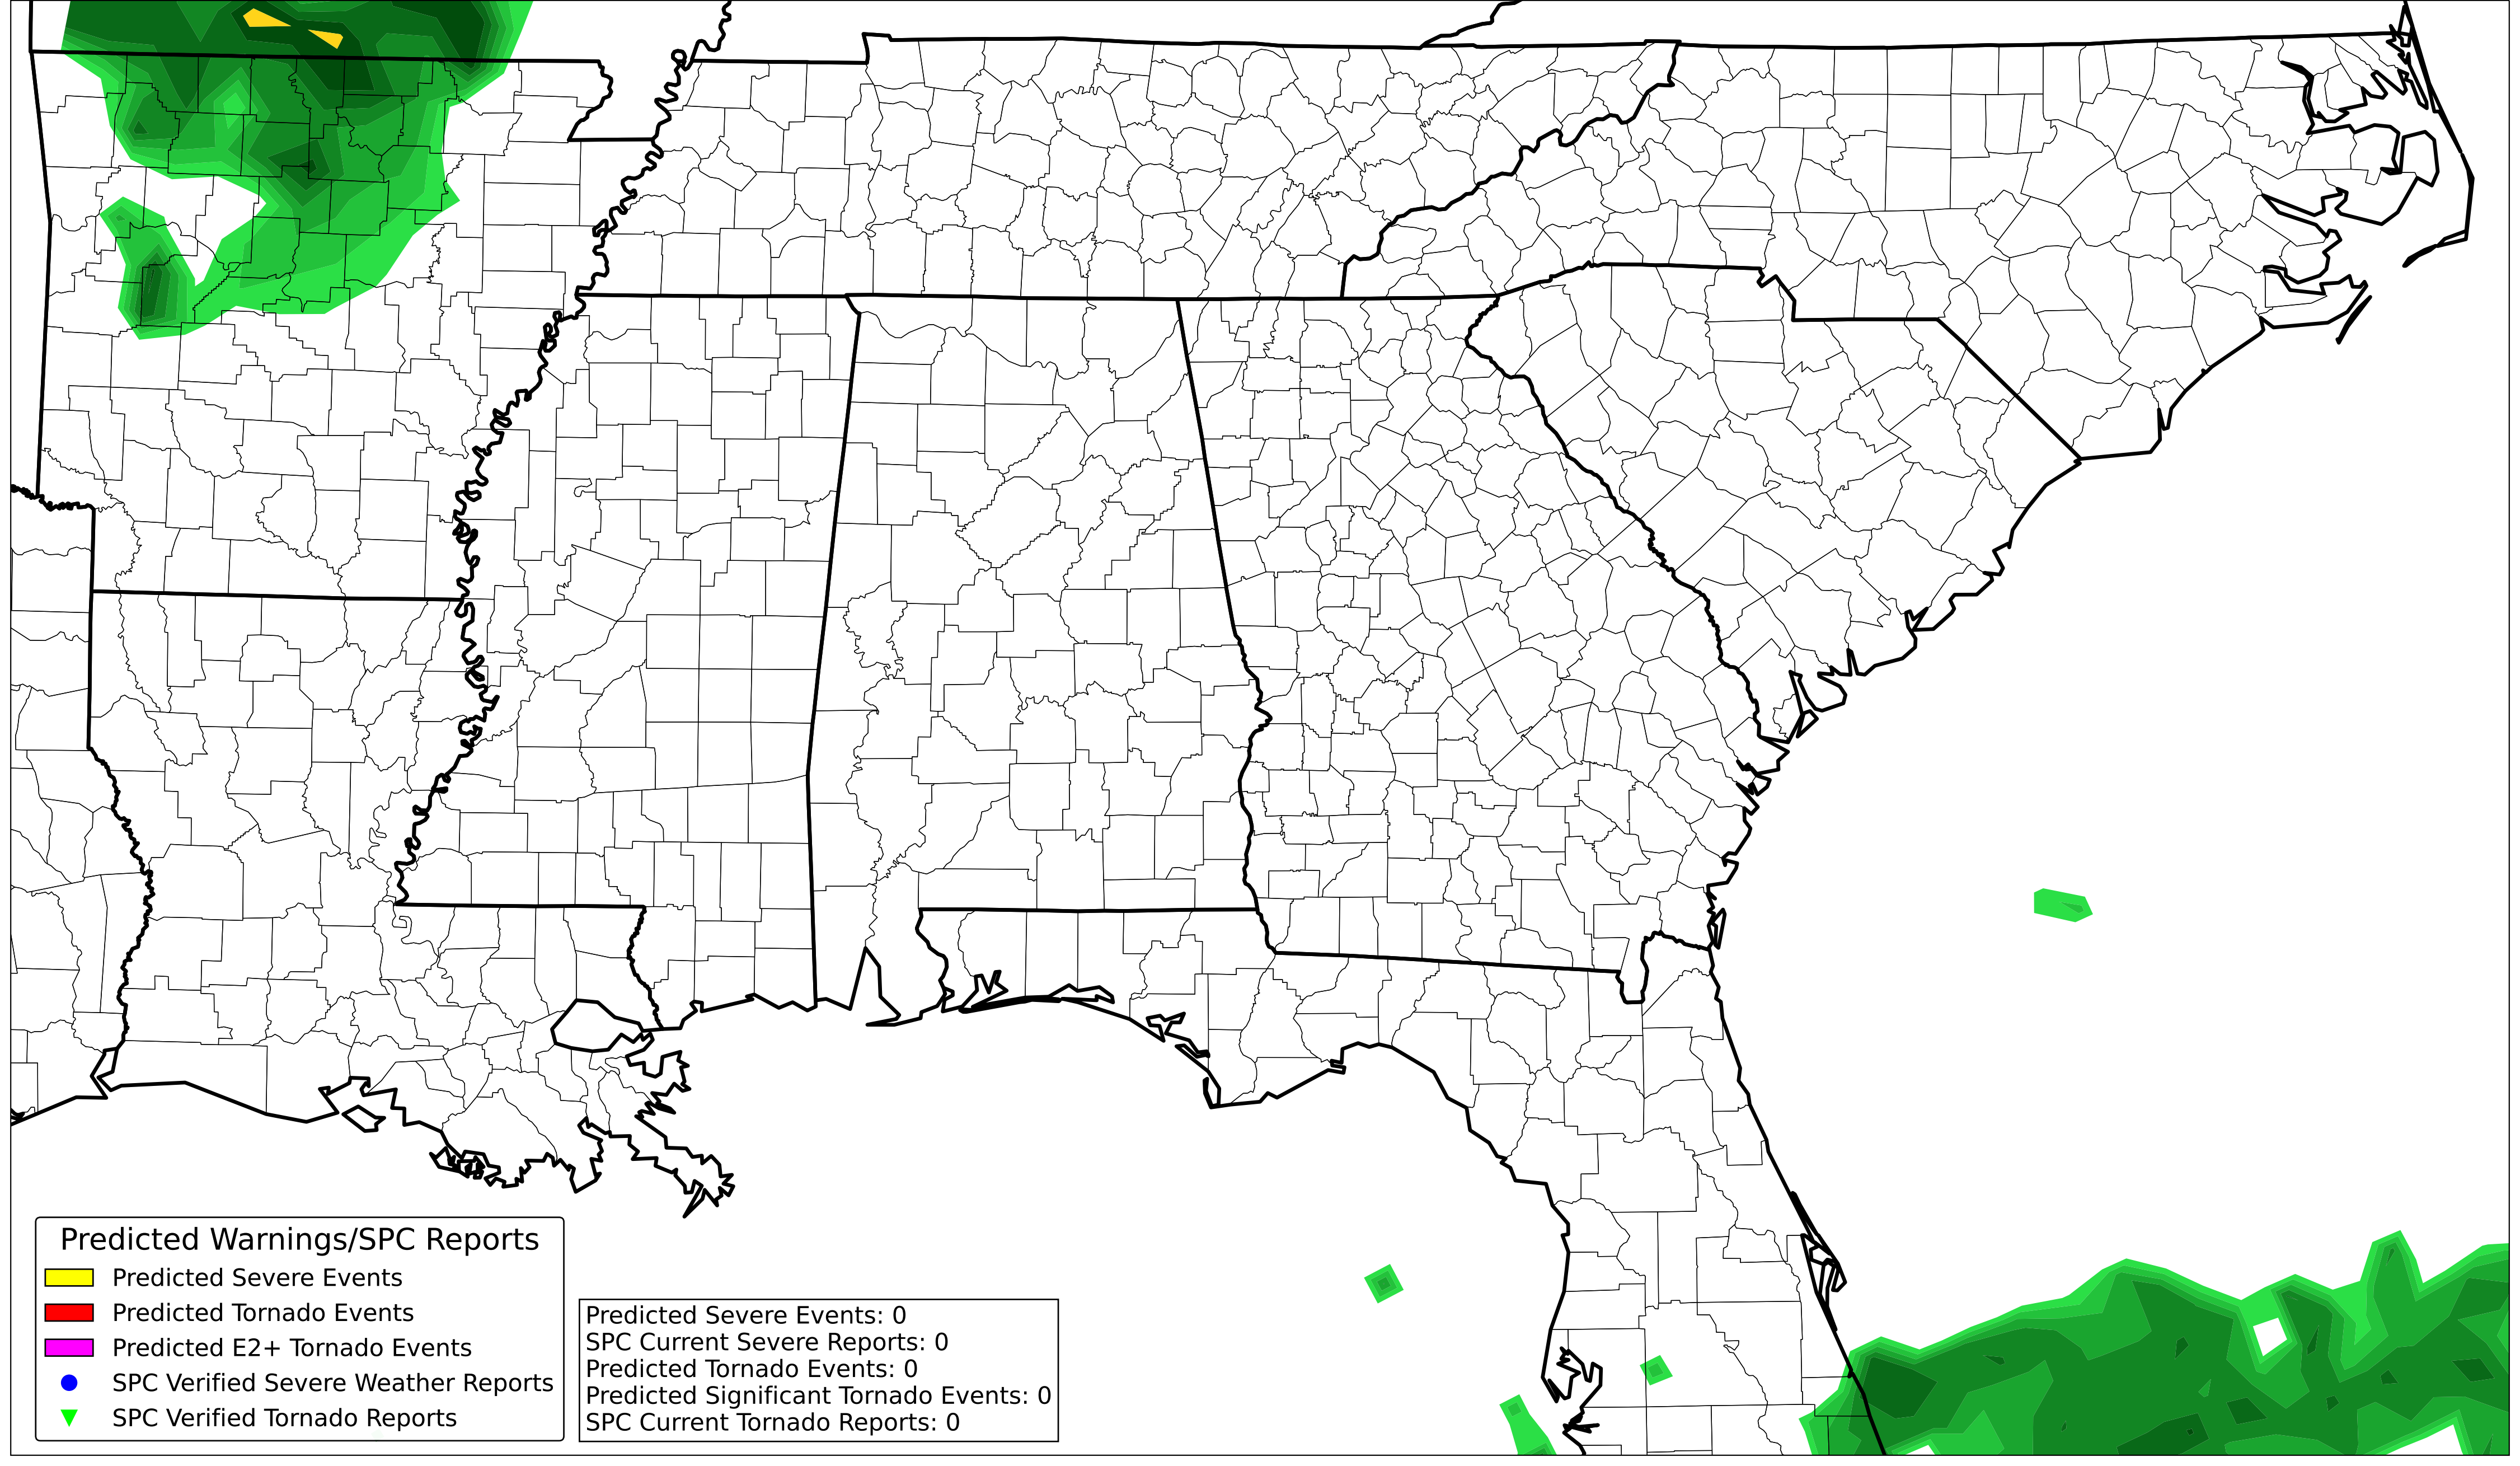 Predicted Warnings/SPC Reports
Predicted Severe Events
Predicted Tornado Events
Predicted E2+ Tornado Events
SPC Verified Severe Weather Reports
SPC Verified Tornado Reports
Predicted Severe Events: 0
SPC Current Severe Reports: 0
Predicted Tornado Events: 0
Predicted Significant Tornado Events: 0
SPC Current Tornado Reports: 0